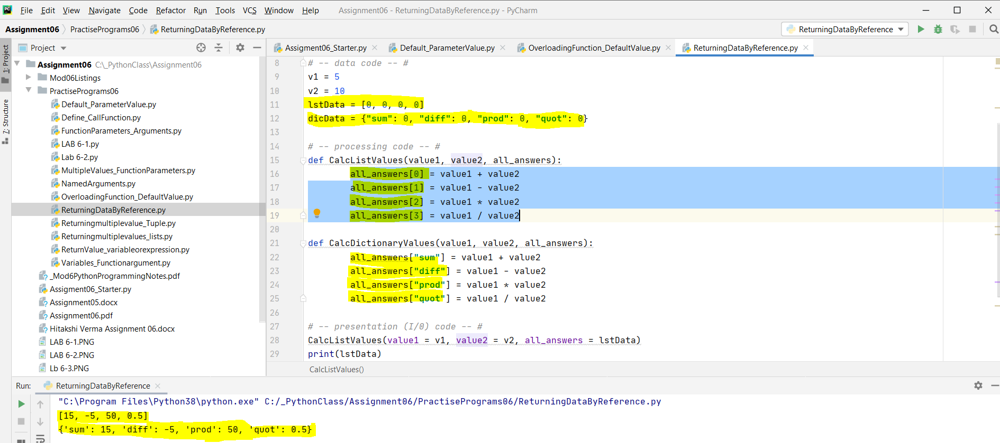 File Edit View Navigate Code Refactor Run Tools VCS Window Help Assignment06 - ReturningDataByReference.py - PyCharm
Assignment06 PractisePrograms06 ReturningDataByReference.py ReturningDataByReference
1: Project
7: Structure
Project
Assignment06 C:\_PythonClass\Assignment06
Mod06Listings
PractisePrograms06
Default_ParameterValue.py
Define_CallFunction.py
FunctionParameters_Arguments.py
LAB 6-1.py
Lab 6-2.py
MultipleValues_FunctionParameters.py
NamedArguments.py
OverloadingFunction_DefaultValue.py
ReturningDataByReference.py
Returningmultiplevalue_Tuple.py
Returningmultiplevalues_lists.py
ReturnValue_variableorexpression.py
Variables_Functionargument.py
_Mod6PythonProgrammingNotes.pdf
Assigment06_Starter.py
Assignment05.docx
Assignment06.pdf
Hitakshi Verma Assignment 06.docx
LAB 6-1.PNG
LAB 6-2.PNG
Lb 6-3.PNG
Assigment06_Starter.py Default_ParameterValue.py OverloadingFunction_DefaultValue.py ReturningDataByReference.py
8 # -- data code -- #
9 v1 = 5
10 v2 = 10
11 lstData = [0, 0, 0, 0]
12 dicData = {"sum": 0, "diff": 0, "prod": 0, "quot": 0}
13
14 # -- processing code -- #
15 def CalcListValues(value1, value2, all_answers):
16 all_answers[0] = value1 + value2
17 all_answers[1] = value1 - value2
18 all_answers[2] = value1 * value2
19 all_answers[3] = value1 / value2
20
21 def CalcDictionaryValues(value1, value2, all_answers):
22 all_answers["sum"] = value1 + value2
23 all_answers["diff"] = value1 - value2
24 all_answers["prod"] = value1 * value2
25 all_answers["quot"] = value1 / value2
26
27 # -- presentation (I/0) code -- #
28 CalcListValues(value1 = v1, value2 = v2, all_answers = lstData)
29 print(lstData)
CalcListValues()
Run: ReturningDataByReference
"C:\Program Files\Python38\python.exe" C:/_PythonClass/Assignment06/PractisePrograms06/ReturningDataByReference.py
[15, -5, 50, 0.5]
{'sum': 15, 'diff': -5, 'prod': 50, 'quot': 0.5}